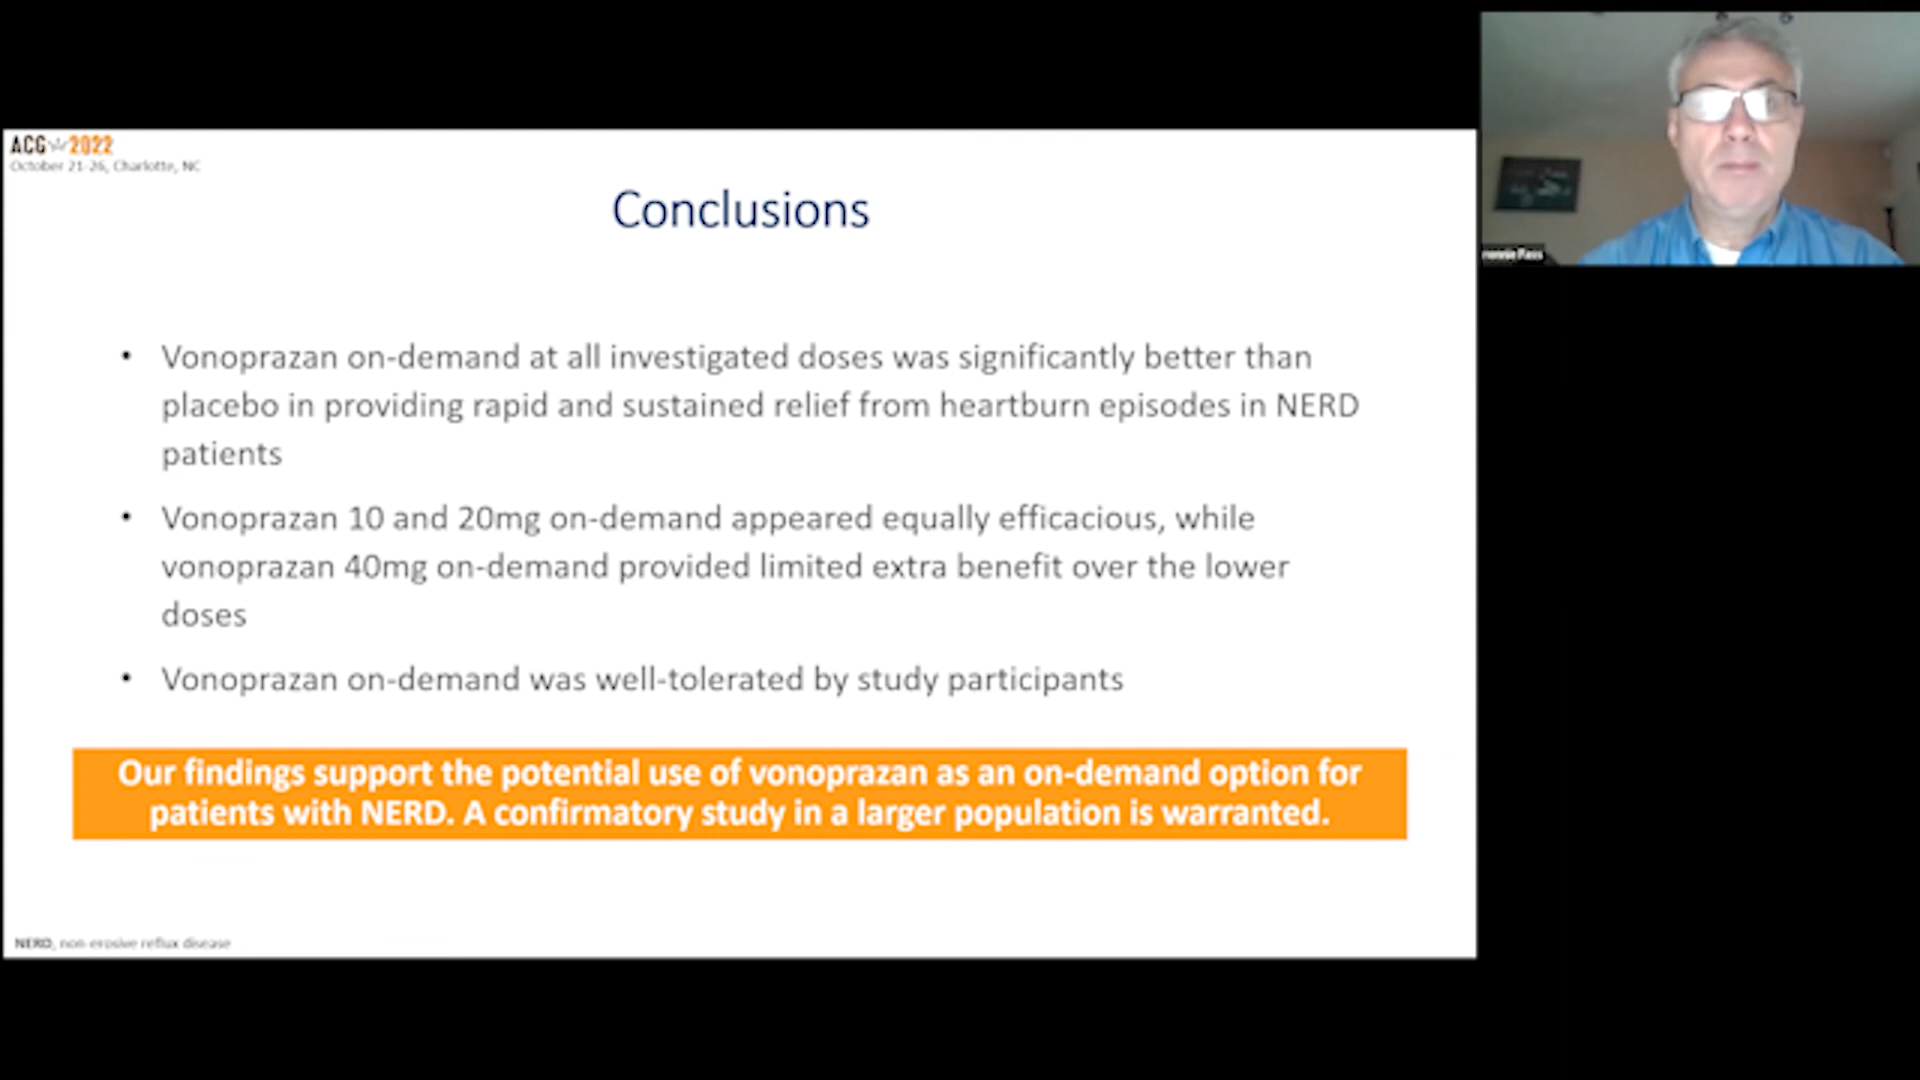 ACG 2022
October 21-26, Charlotte, NC
Conclusions
• Vonoprazan on-demand at all investigated doses was significantly better than
placebo in providing rapid and sustained relief from heartburn episodes in NERD
patients
• Vonoprazan 10 and 20mg on-demand appeared equally efficacious, while
vonoprazan 40mg on-demand provided limited extra benefit over the lower
doses
• Vonoprazan on-demand was well-tolerated by study participants
Our findings support the potential use of vonoprazan as an on-demand option for
patients with NERD. A confirmatory study in a larger population is warranted.
NERD, non-erosive reflux disease
ronnie Fass